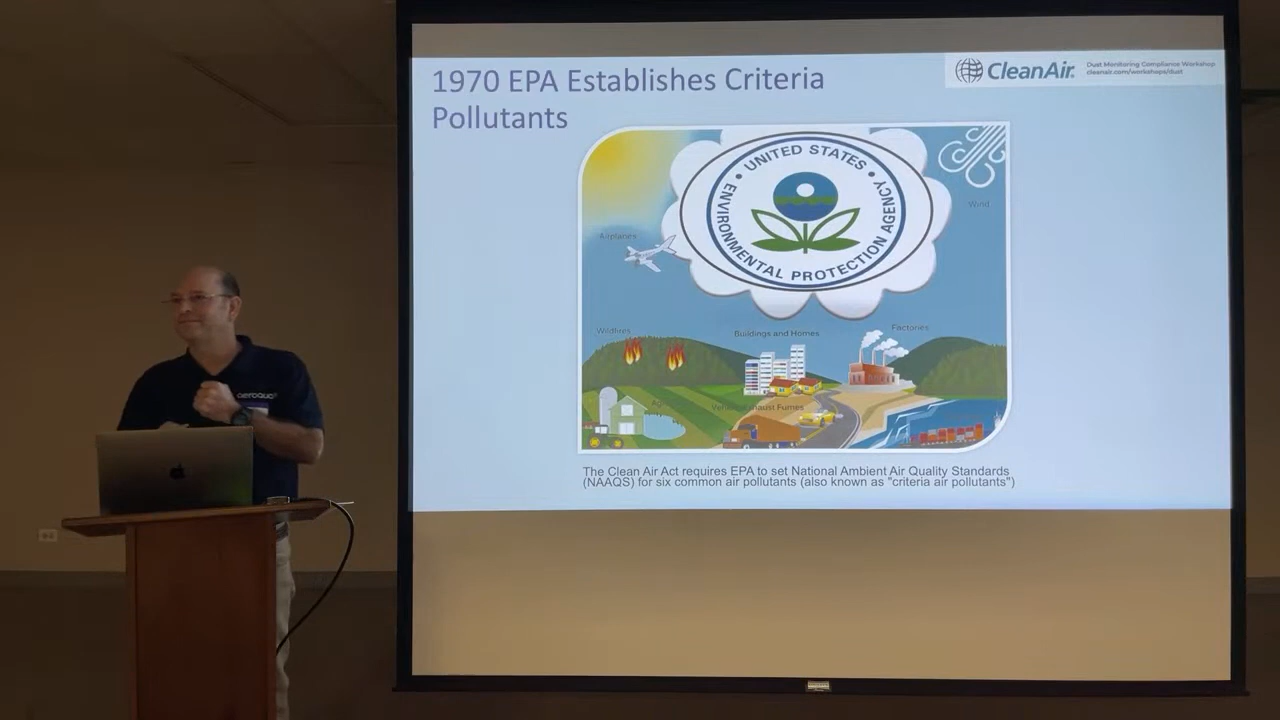 1970 EPA Establishes Criteria
Pollutants
CleanAir
Dust Monitoring Compliance Workshop
cleanair.com/workshops/dust
UNITED STATES
ENVIRONMENTAL PROTECTION AGENCY
Wind
Airplanes
Wildfires
Buildings and Homes
Factories
Exhaust Fumes
The Clean Air Act requires EPA to set National Ambient Air Quality Standards
(NAAQS) for six common air pollutants (also known as "criteria air pollutants")